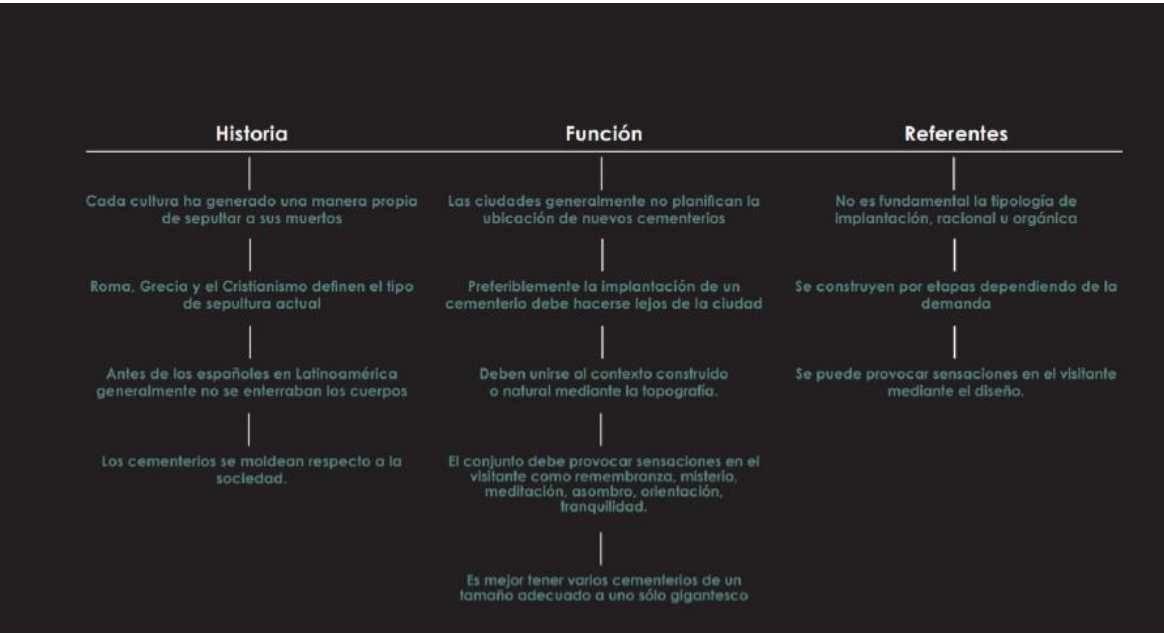 Historia
Cada cultura ha generado una manera propia
de sepultar a sus muertos
Roma, Grecia y el Cristianismo definen el tipo
de sepultura actual
Antes de los españoles en Latinoamérica
generalmente no se enterraban los cuerpos
Los cementerios se moldean respecto a la
sociedad.
Función
Las ciudades generalmente no planifican la
ubicación de nuevos cementerios
Preferiblemente la implantación de un
cementerio debe hacerse lejos de la ciudad
Deben unirse al contexto construido
o natural mediante la topografía.
El conjunto debe provocar sensaciones en el
visitante como remembranza, misterio,
meditación, asombro, orientación,
tranquilidad.
Es mejor tener varios cementerios de un
tamaño adecuado a uno sólo gigantesco
Referentes
No es fundamental la tipología de
implantación, racional u orgánica
Se construyen por etapas dependiendo de la
demanda
Se puede provocar sensaciones en el visitante
mediante el diseño.